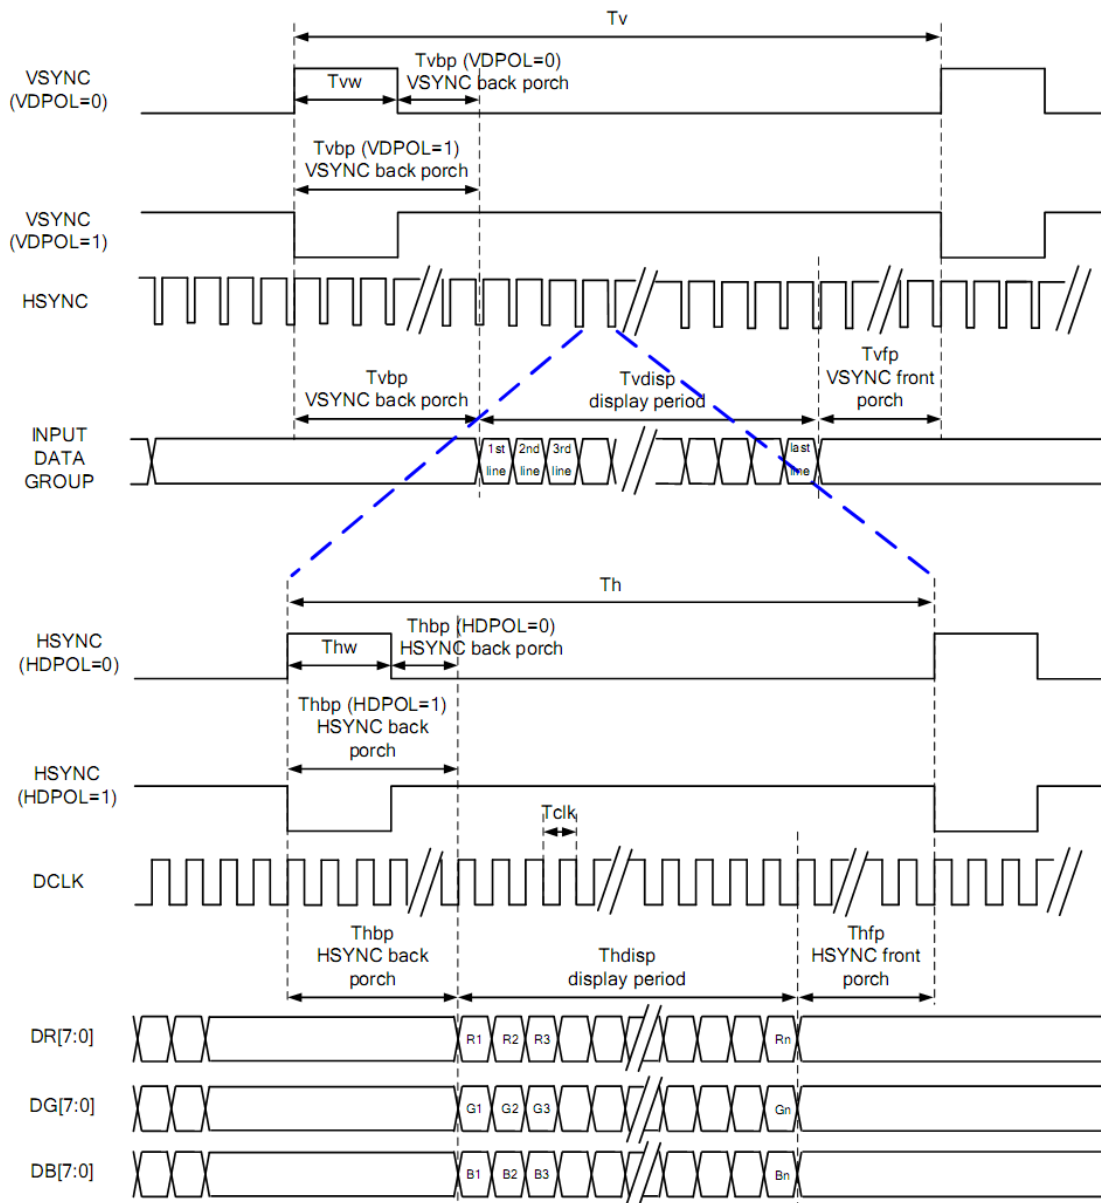 Tv
Tvbp (VDPOL=0)
VSYNC back porch
VSYNC
(VDPOL=0)
Tvw
Tvbp (VDPOL=1)
VSYNC back porch
VSYNC
(VDPOL=1)
HSYNC
Tvbp
VSYNC back porch
Tvdisp
display period
Tvfp
VSYNC front
porch
INPUT
DATA
GROUP
1st
line
2nd
line
3rd
line
last
line
Th
HSYNC
(HDPOL=0)
Thw
Thbp (HDPOL=0)
HSYNC back porch
Thbp (HDPOL=1)
HSYNC back
porch
HSYNC
(HDPOL=1)
Tclk
DCLK
Thbp
HSYNC back
porch
Thdisp
display period
Thfp
HSYNC front
porch
DR[7:0]
R1 R2 R3 Rn
DG[7:0]
G1 G2 G3 Gn
DB[7:0]
B1 B2 B3 Bn